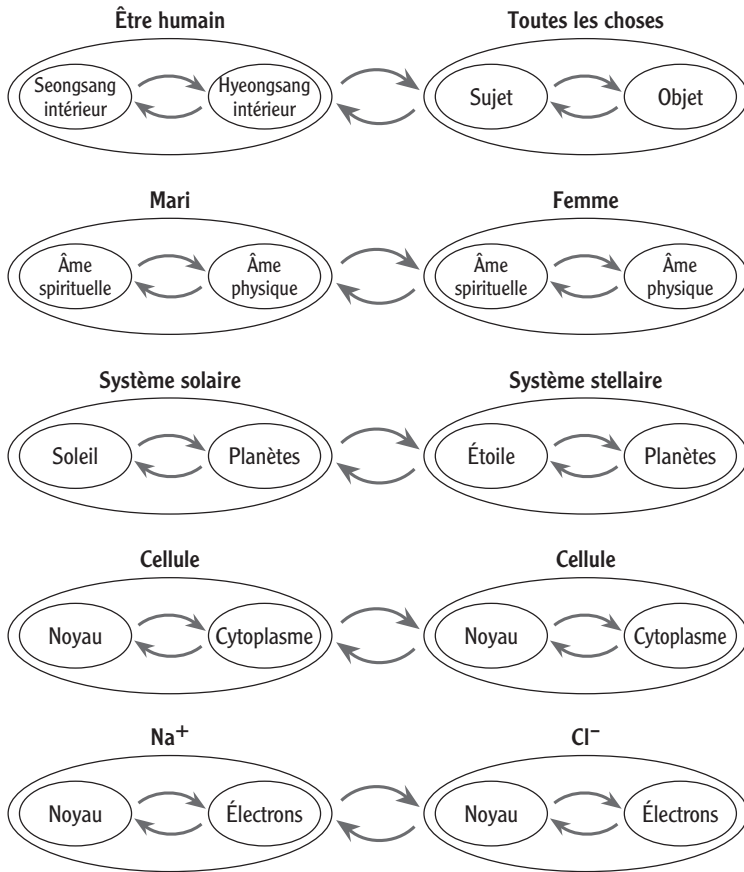 Être humain
Toutes les choses
Seongsang
intérieur
Hyeongsang
intérieur
Sujet
Objet
Mari
Femme
Âme
spirituelle
Âme
physique
Âme
spirituelle
Âme
physique
Système solaire
Système stellaire
Soleil
Planètes
Étoile
Planètes
Cellule
Cellule
Noyau
Cytoplasme
Noyau
Cytoplasme
Na⁺
Cl⁻
Noyau
Électrons
Noyau
Électrons